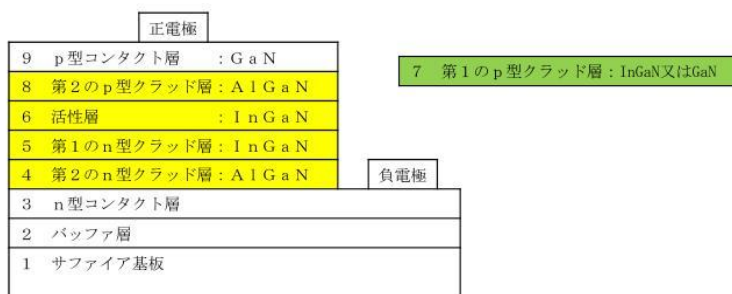 正電極
9 p型コンタクト層 :GaN
7 第1のp型クラッド層:InGaN又はGaN
8 第2のp型クラッド層:AlGaN
6 活性層 :InGaN
5 第1のn型クラッド層:InGaN
4 第2のn型クラッド層:AlGaN
負電極
3 n型コンタクト層
2 バッファ層
1 サファイア基板